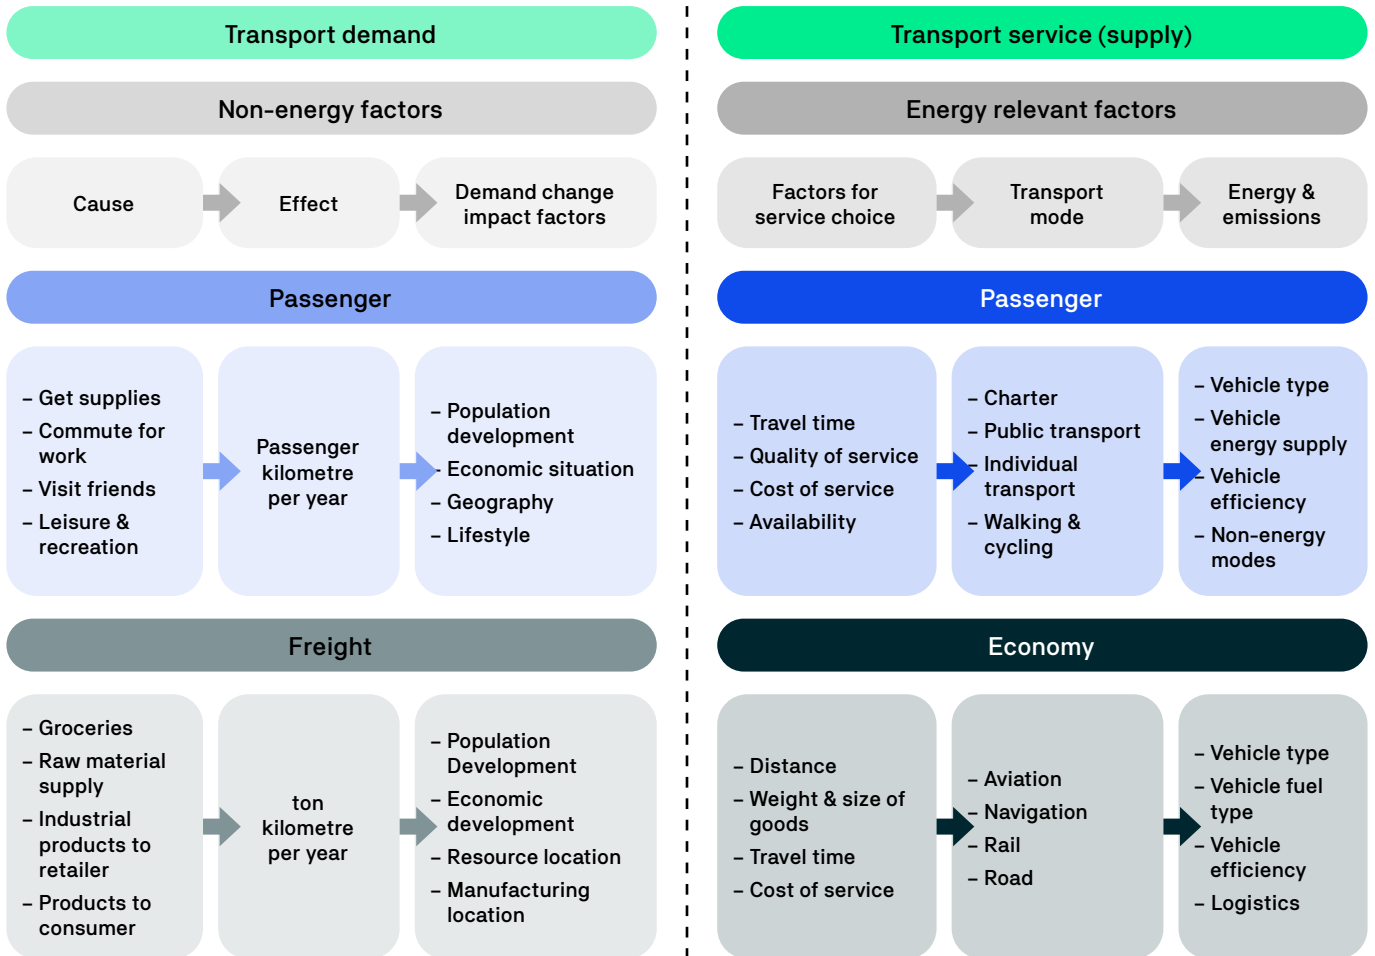 Transport demand
Non-energy factors
Cause
Effect
Demand change
impact factors
Passenger
– Get supplies
– Commute for
work
– Visit friends
– Leisure &
recreation
Passenger
kilometre
per year
– Population
development
- Economic situation
– Geography
– Lifestyle
Freight
– Groceries
– Raw material
supply
– Industrial
products to
retailer
– Products to
consumer
ton
kilometre
per year
– Population
Development
– Economic
development
– Resource location
– Manufacturing
location
Transport service (supply)
Energy relevant factors
Factors for
service choice
Transport
mode
Energy &
emissions
Passenger
– Travel time
– Quality of service
– Cost of service
– Availability
– Charter
– Public transport
– Individual
transport
– Walking &
cycling
– Vehicle type
– Vehicle
energy supply
– Vehicle
efficiency
– Non-energy
modes
Economy
– Distance
– Weight & size of
goods
– Travel time
– Cost of service
– Aviation
– Navigation
– Rail
– Road
– Vehicle type
– Vehicle fuel
type
– Vehicle
efficiency
– Logistics